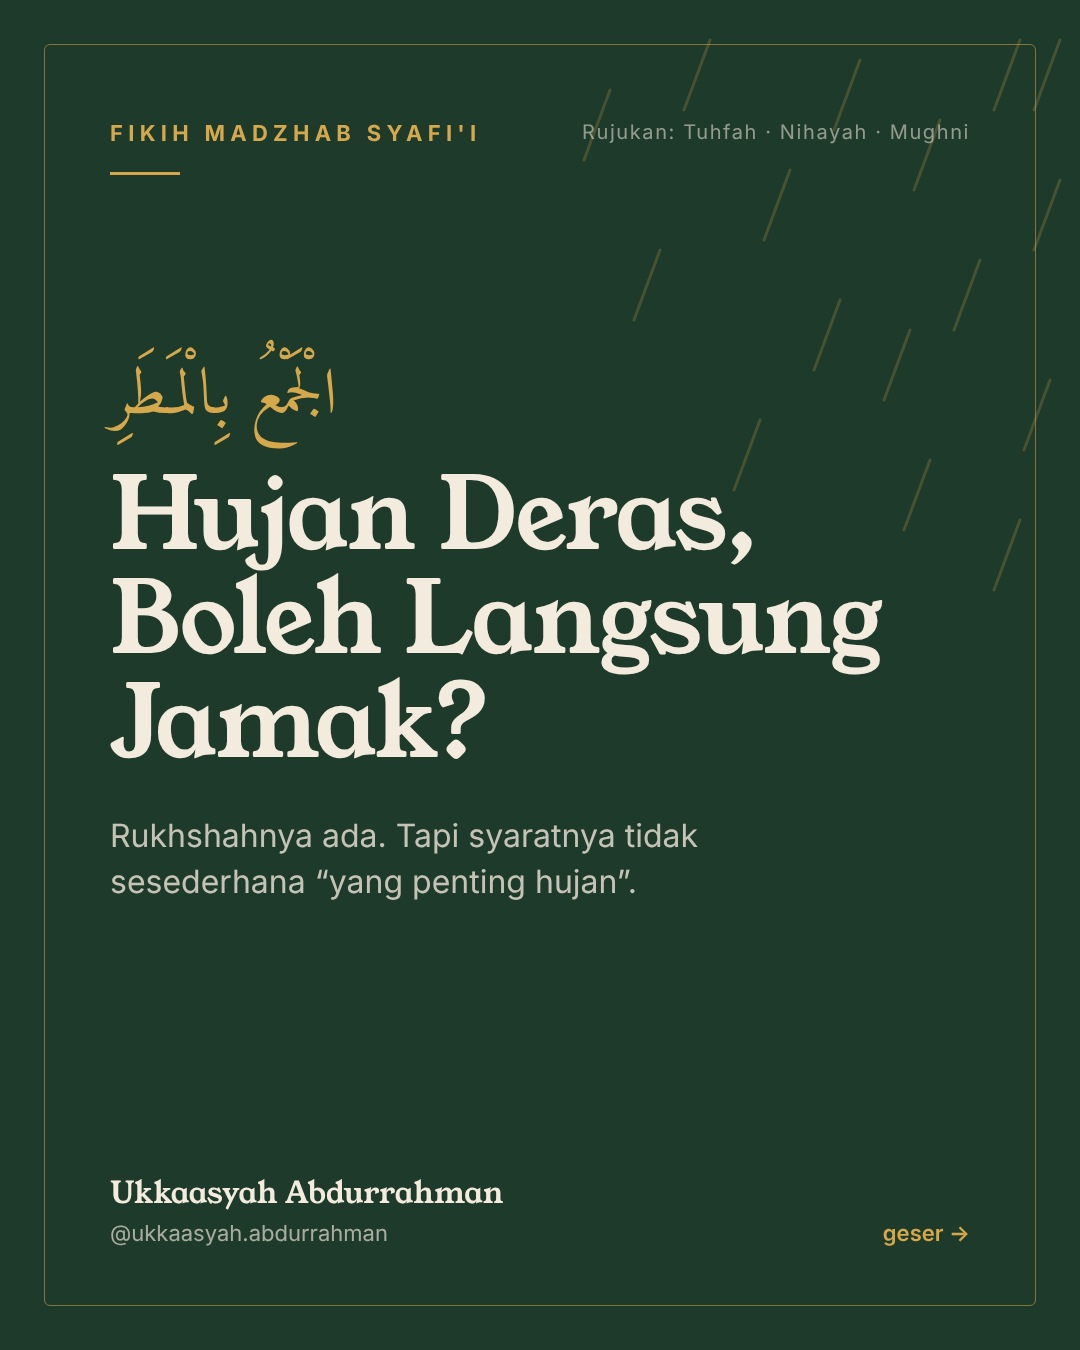 FIKIH MADZHAB SYAFI'I
Rujukan: Tuhfah · Nihayah · Mughni
الْجَمْعُ بِالْمَطَرِ
Hujan Deras,
Boleh Langsung
Jamak?
Rukhshahnya ada. Tapi syaratnya tidak
sesederhana “yang penting hujan”.
Ukkaasyah Abdurrahman
@ukkaasyah.abdurrahman
geser →